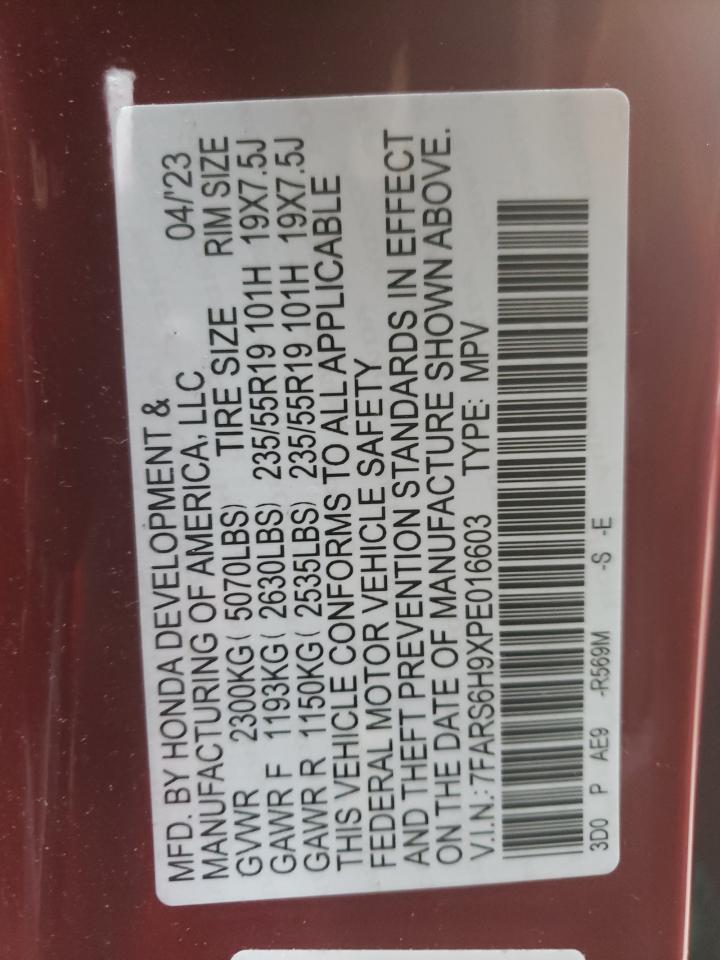 MFD. BY HONDA DEVELOPMENT &
MANUFACTURING OF AMERICA, LLC 04/'23
GVWR 2300KG( 5070LBS) TIRE SIZE RIM SIZE
GAWR F 1193KG( 2630LBS) 235/55R19 101H 19X7.5J
GAWR R 1150KG( 2535LBS) 235/55R19 101H 19X7.5J
THIS VEHICLE CONFORMS TO ALL APPLICABLE
FEDERAL MOTOR VEHICLE SAFETY
AND THEFT PREVENTION STANDARDS IN EFFECT
ON THE DATE OF MANUFACTURE SHOWN ABOVE.
V.I.N.: 7FARS6H9XPE016603 TYPE: MPV
3D0 P AE9 -R569M -S -E